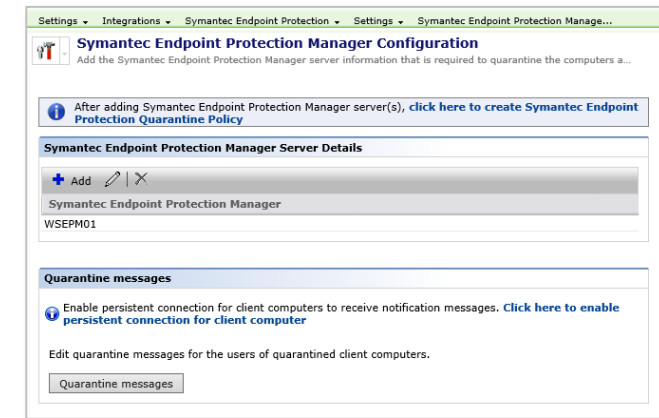 Settings Integrations Symantec Endpoint Protection Settings Symantec Endpoint Protection Manage...
Symantec Endpoint Protection Manager Configuration
Add the Symantec Endpoint Protection Manager server information that is required to quarantine the computers a...
After adding Symantec Endpoint Protection Manager server(s), click here to create Symantec Endpoint
Protection Quarantine Policy
Symantec Endpoint Protection Manager Server Details
Add
Symantec Endpoint Protection Manager
WSEPM01
Quarantine messages
Enable persistent connection for client computers to receive notification messages. Click here to enable
persistent connection for client computer
Edit quarantine messages for the users of quarantined client computers.
Quarantine messages